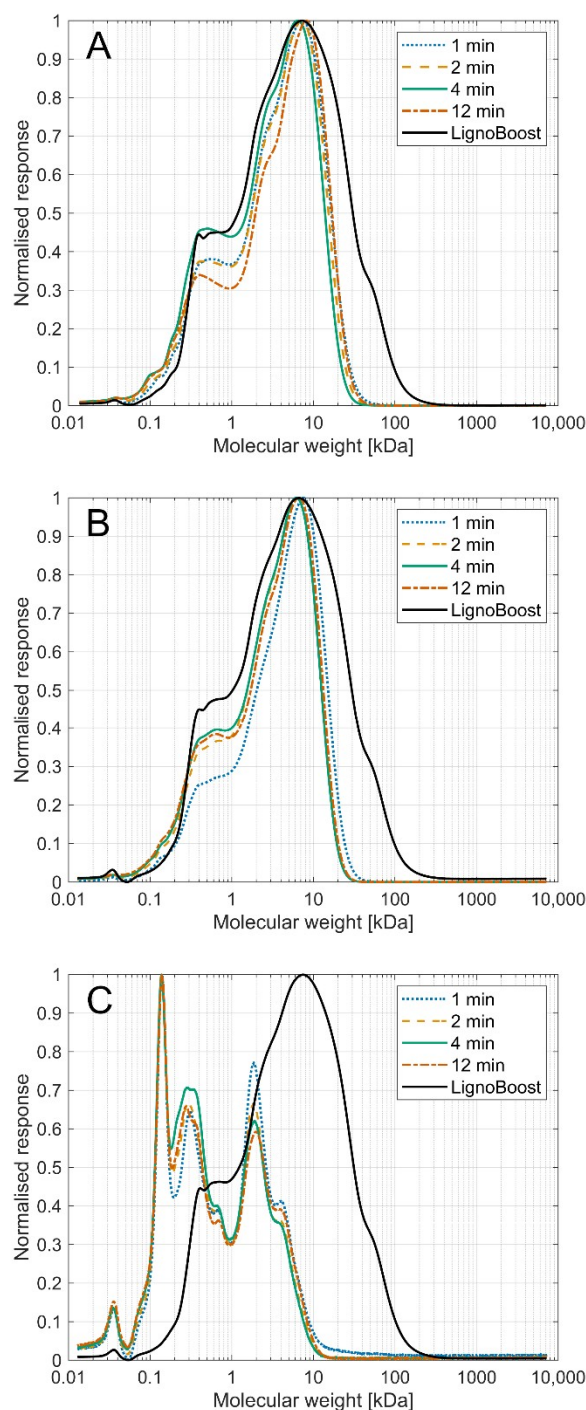 A
1 min
2 min
4 min
12 min
LignoBoost
Normalised response
1
0.9
0.8
0.7
0.6
0.5
0.4
0.3
0.2
0.1
0
0.01 0.1 1 10 100 1000 10,000
Molecular weight [kDa]
B
1 min
2 min
4 min
12 min
LignoBoost
Normalised response
1
0.9
0.8
0.7
0.6
0.5
0.4
0.3
0.2
0.1
0
0.01 0.1 1 10 100 1000 10,000
Molecular weight [kDa]
C
1 min
2 min
4 min
12 min
LignoBoost
Normalised response
1
0.9
0.8
0.7
0.6
0.5
0.4
0.3
0.2
0.1
0
0.01 0.1 1 10 100 1000 10,000
Molecular weight [kDa]